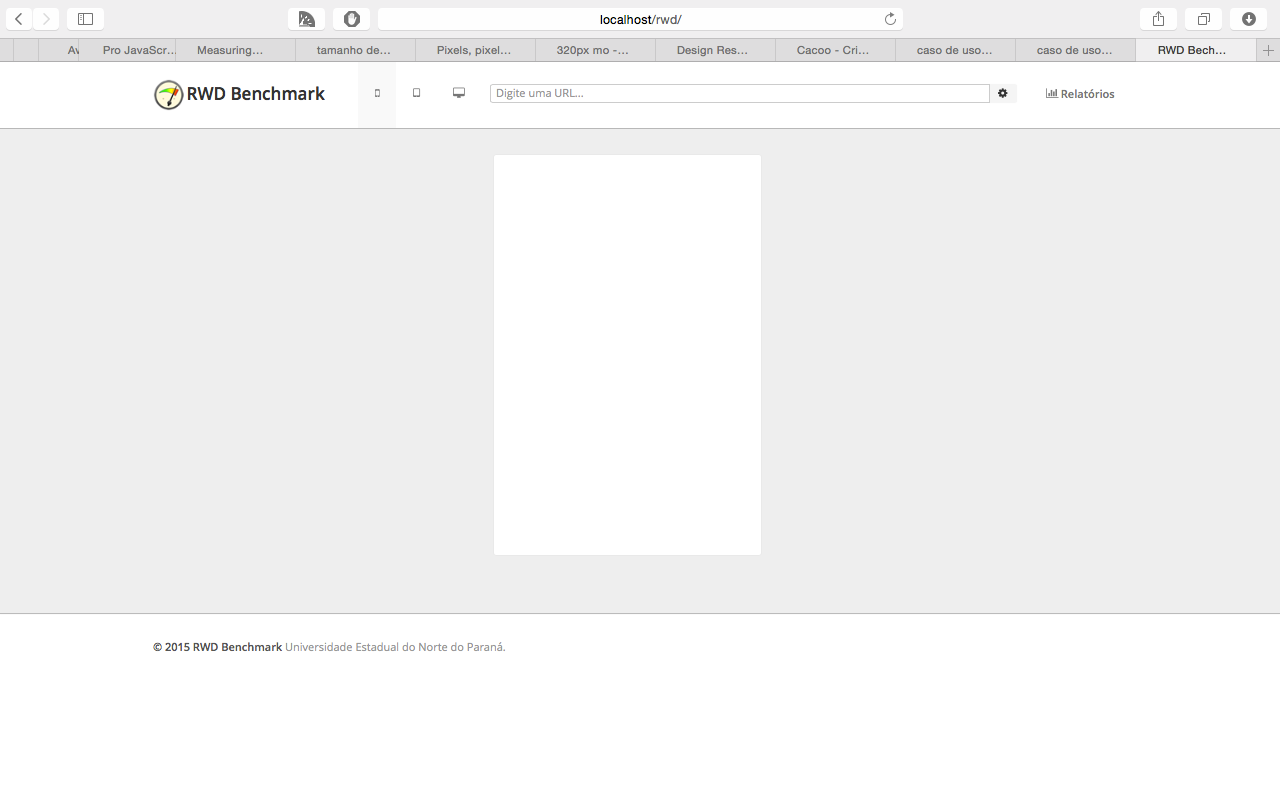 localhost/rwd/
Av Pro JavaScr... Measuring... tamanho de... Pixels, pixel... 320px mo -... Design Res... Cacoo - Cri... caso de uso... caso de uso... RWD Bech...
RWD Benchmark Digite uma URL... Relatórios
© 2015 RWD Benchmark Universidade Estadual do Norte do Paraná.